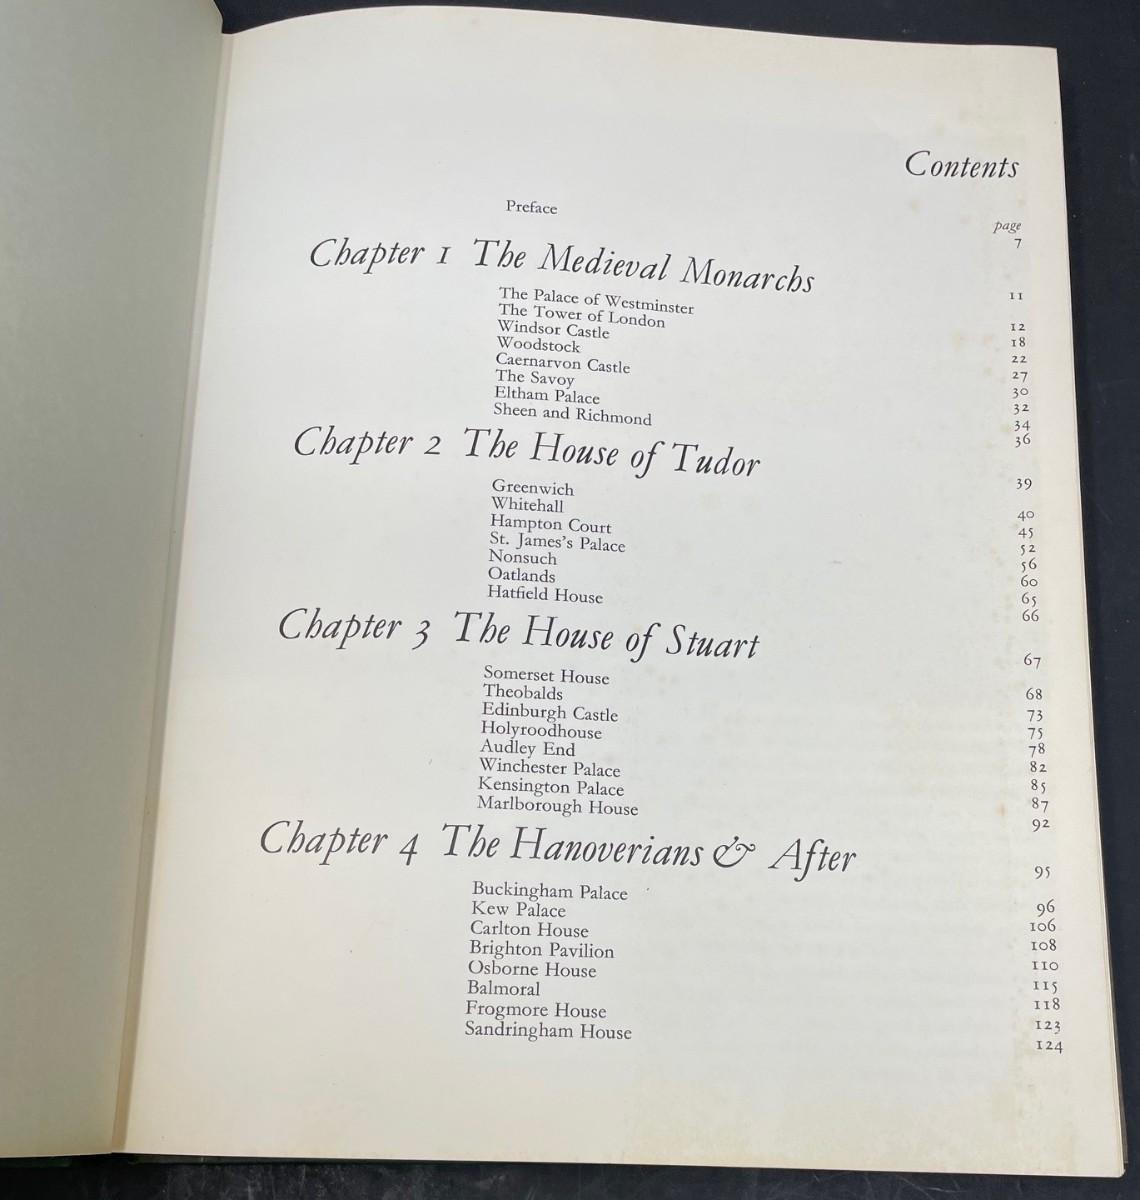 Contents
page
Preface 7
Chapter 1 The Medieval Monarchs 11
The Palace of Westminster 12
The Tower of London 18
Windsor Castle 22
Woodstock 27
Caernarvon Castle 30
The Savoy 32
Eltham Palace 34
Sheen and Richmond 36
Chapter 2 The House of Tudor 39
Greenwich 40
Whitehall 45
Hampton Court 52
St. James's Palace 56
Nonsuch 60
Oatlands 65
Hatfield House 66
Chapter 3 The House of Stuart 67
Somerset House 68
Theobalds 73
Edinburgh Castle 75
Holyroodhouse 78
Audley End 82
Winchester Palace 85
Kensington Palace 87
Marlborough House 92
Chapter 4 The Hanoverians & After 95
Buckingham Palace 96
Kew Palace 106
Carlton House 108
Brighton Pavilion 110
Osborne House 115
Balmoral 118
Frogmore House 123
Sandringham House 124